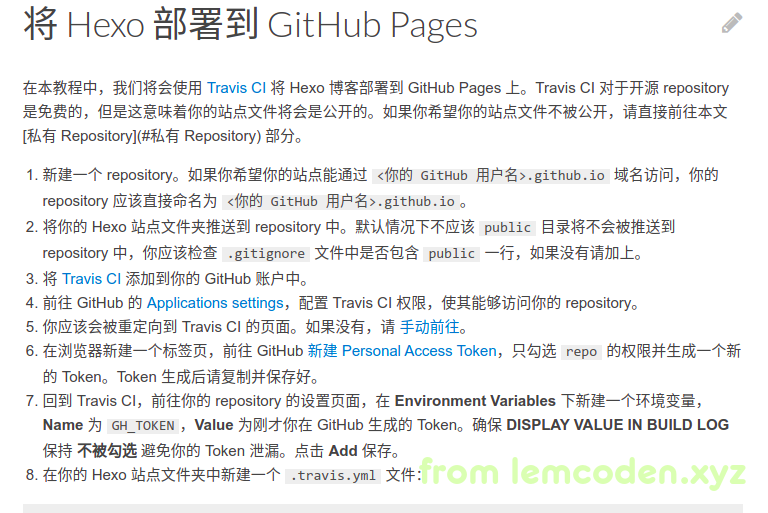 将 Hexo 部署到 GitHub Pages
在本教程中，我们将会使用 Travis CI 将 Hexo 博客部署到 GitHub Pages 上。Travis CI 对于开源 repository
是免费的，但是这意味着你的站点文件将会是公开的。如果你希望你的站点文件不被公开，请直接前往本文
[私有 Repository](#私有 Repository) 部分。
1. 新建一个 repository。如果你希望你的站点能通过 <你的 GitHub 用户名>.github.io 域名访问，你的
repository 应该直接命名为 <你的 GitHub 用户名>.github.io。
2. 将你的 Hexo 站点文件夹推送到 repository 中。默认情况下不应该 public 目录将不会被推送到
repository 中，你应该检查 .gitignore 文件中是否包含 public 一行，如果没有请加上。
3. 将 Travis CI 添加到你的 GitHub 账户中。
4. 前往 GitHub 的 Applications settings，配置 Travis CI 权限，使其能够访问你的 repository。
5. 你应该会被重定向到 Travis CI 的页面。如果没有，请 手动前往。
6. 在浏览器新建一个标签页，前往 GitHub 新建 Personal Access Token，只勾选 repo 的权限并生成一个新
的 Token。Token 生成后请复制并保存好。
7. 回到 Travis CI，前往你的 repository 的设置页面，在 Environment Variables 下新建一个环境变量，
Name 为 GH_TOKEN，Value 为刚才你在 GitHub 生成的 Token。确保 DISPLAY VALUE IN BUILD LOG
保持 不被勾选 避免你的 Token 泄漏。点击 Add 保存。
8. 在你的 Hexo 站点文件夹中新建一个 .travis.yml 文件：
from lemcoden.xyz